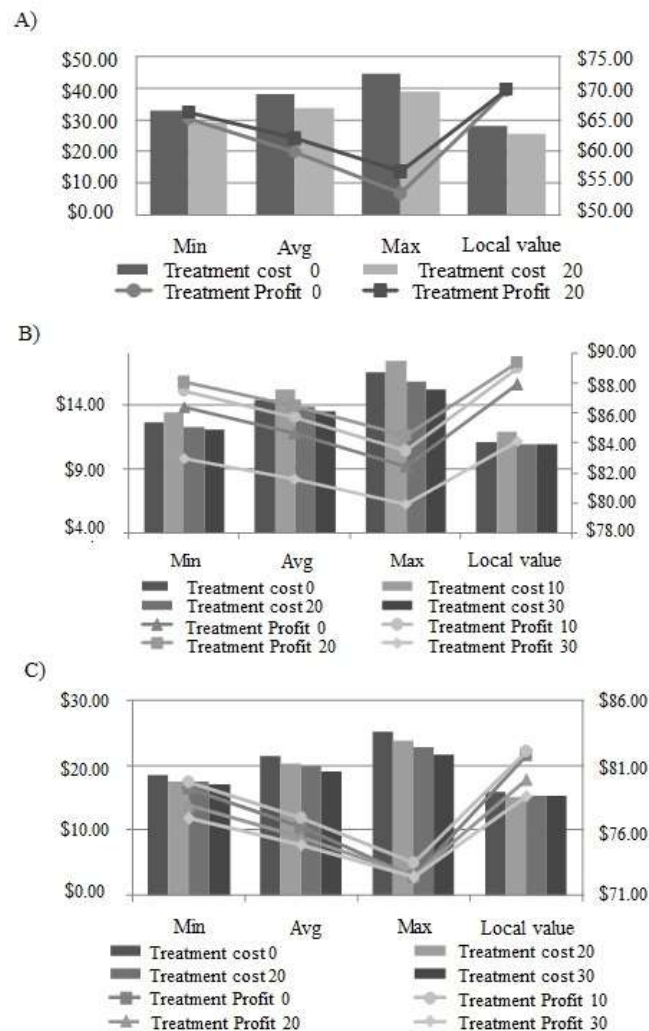 A)
$50.00 $75.00
$40.00 $70.00
$30.00 $65.00
$20.00 $60.00
$10.00 $55.00
$0.00 $50.00
Min Avg Max Local value
Treatment cost 0 Treatment cost 20
Treatment Profit 0 Treatment Profit 20
B)
$90.00
$88.00
$14.00 $86.00
$84.00
$9.00 $82.00
$80.00
$4.00 $78.00
Min Avg Max Local value
Treatment cost 0 Treatment cost 10
Treatment cost 20 Treatment cost 30
Treatment Profit 0 Treatment Profit 10
Treatment Profit 20 Treatment Profit 30
C)
$30.00 $86.00
$20.00 $81.00
$10.00 $76.00
$0.00 $71.00
Min Avg Max Local value
Treatment cost 0 Treatment cost 20
Treatment cost 20 Treatment cost 30
Treatment Profit 0 Treatment Profit 10
Treatment Profit 20 Treatment Profit 30